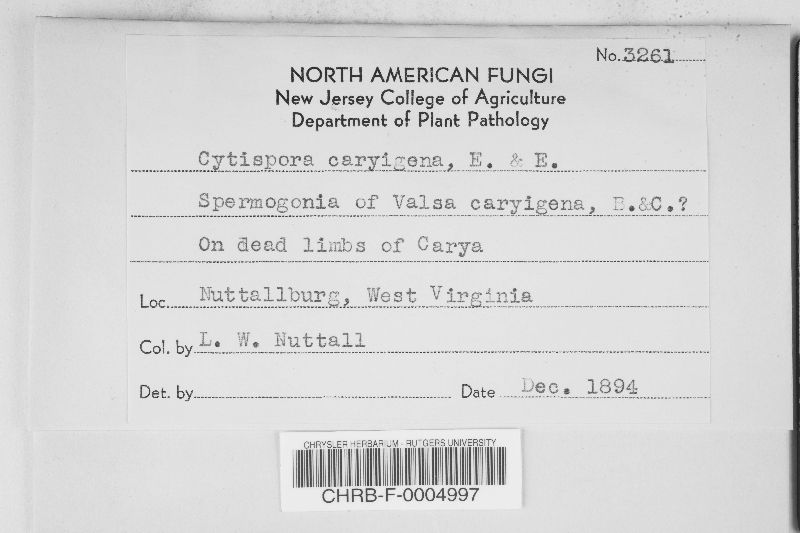 No. 3261
NORTH AMERICAN FUNGI
New Jersey College of Agriculture
Department of Plant Pathology
Cytispora caryigena, E. & E.
Spermogonia of Valsa caryigena, B.&C.?
On dead limbs of Carya
Loc. Nuttallburg, West Virginia
Col. by L. W. Nuttall
Det. by Date Dec. 1894
CHRYSLER HERBARIUM - RUTGERS UNIVERSITY
CHRB-F-0004997